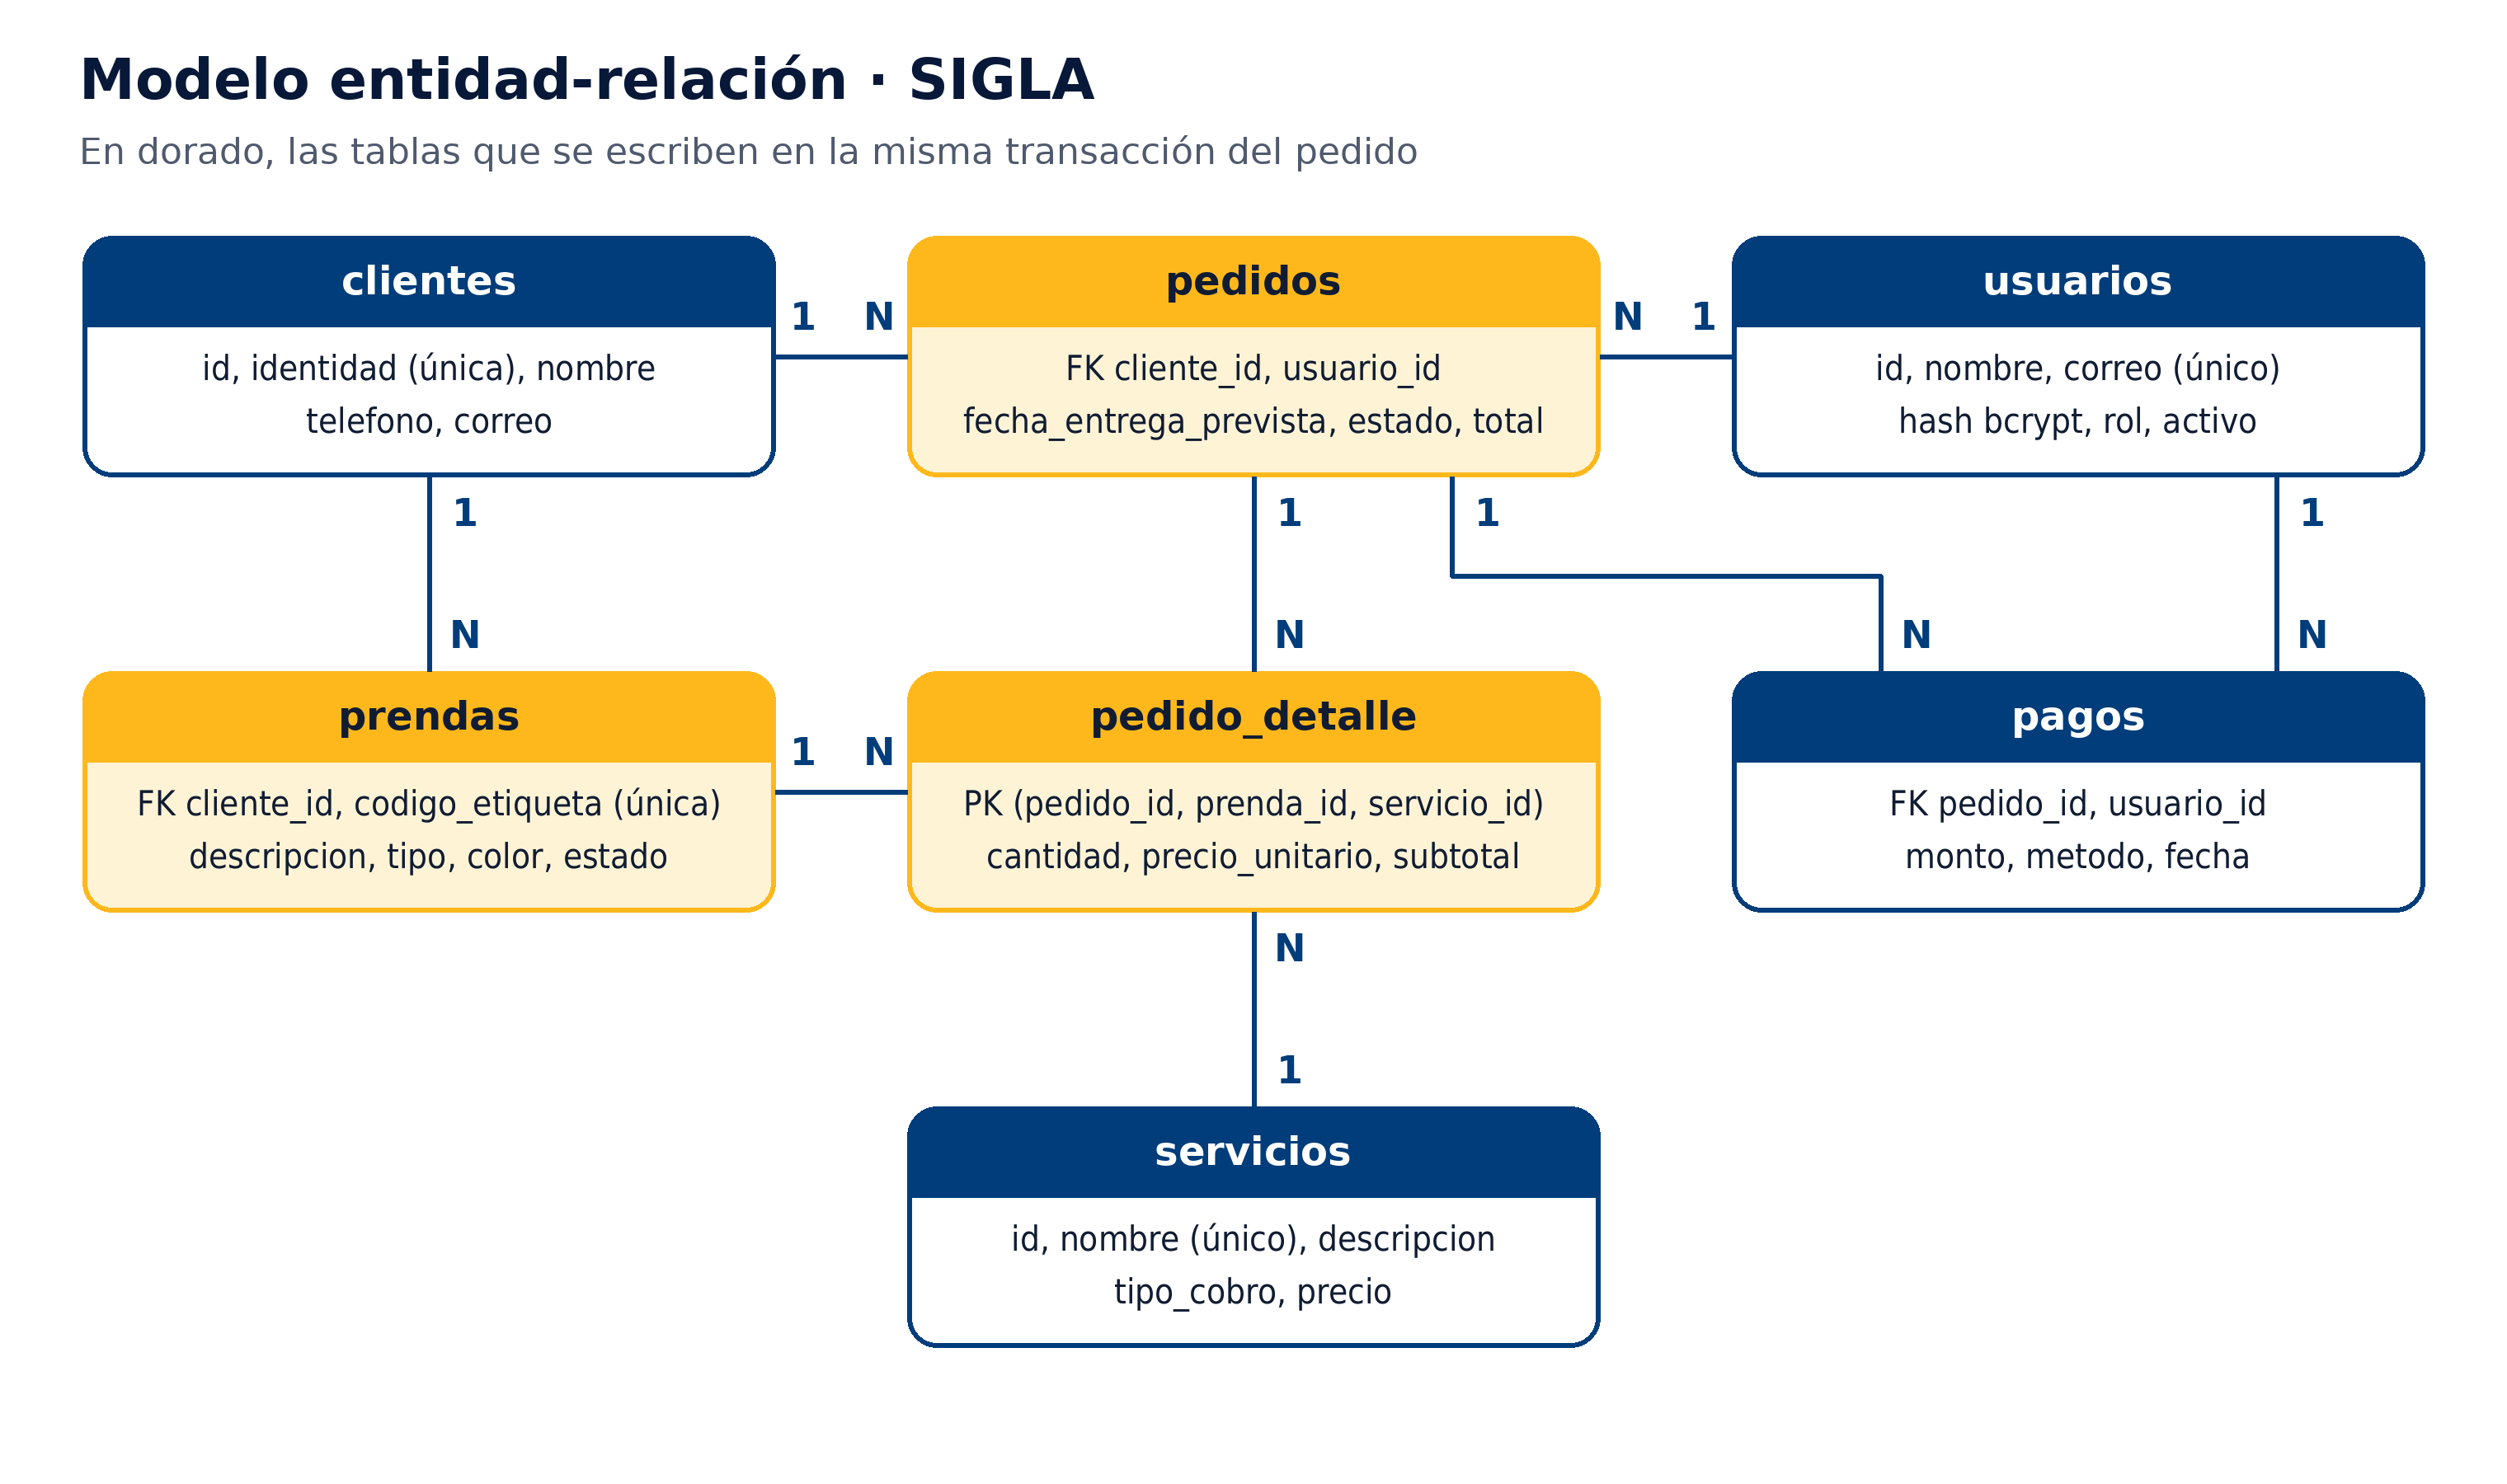 Modelo entidad-relación · SIGLA
En dorado, las tablas que se escriben en la misma transacción del pedido
clientes
id, identidad (única), nombre
telefono, correo
1 N
pedidos
FK cliente_id, usuario_id
fecha_entrega_prevista, estado, total
N 1
usuarios
id, nombre, correo (único)
hash bcrypt, rol, activo
1
1
1
1
N
N
N
N
prendas
FK cliente_id, codigo_etiqueta (única)
descripcion, tipo, color, estado
1 N
pedido_detalle
PK (pedido_id, prenda_id, servicio_id)
cantidad, precio_unitario, subtotal
pagos
FK pedido_id, usuario_id
monto, metodo, fecha
N
1
servicios
id, nombre (único), descripcion
tipo_cobro, precio